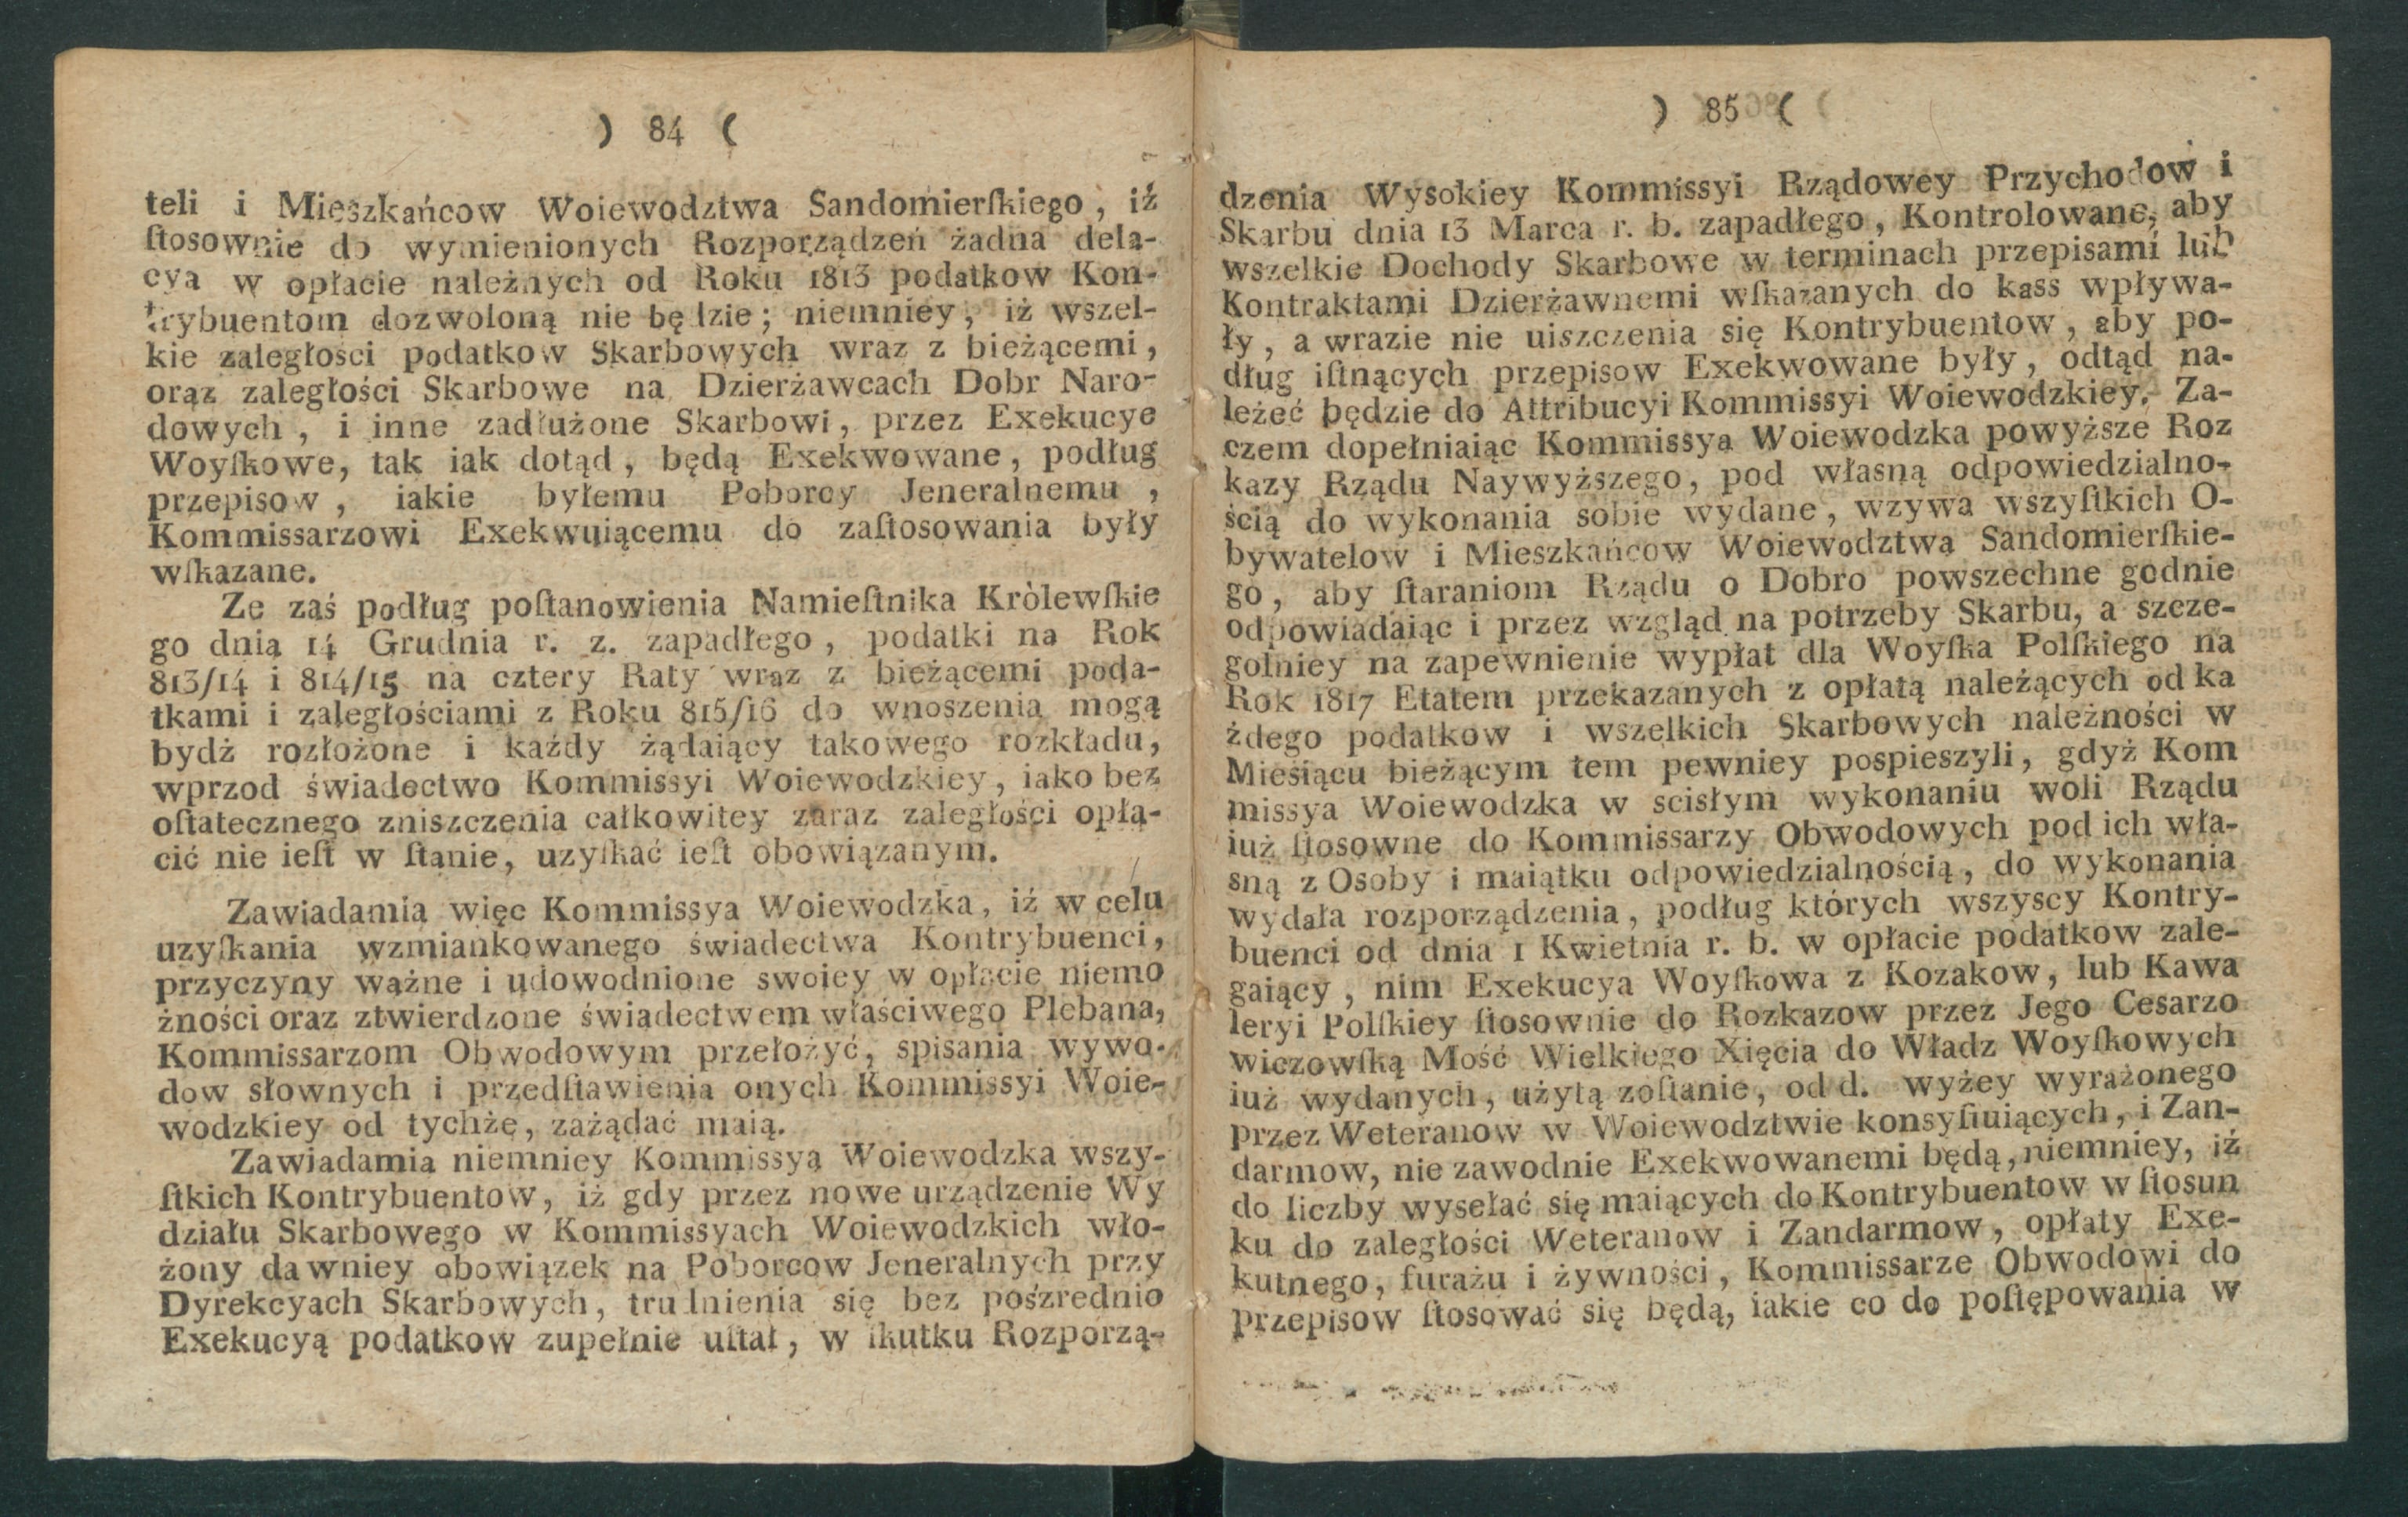 ) 84 (
teli i Mieszkańcow Woiewodztwa Sandomierſkiego, iż
ſtosownie do wymienionych Rozporządzeń żadna dela-
cya w opłacie należnych od Roku 1813 podatkow Kon-
trybuentom dozwoloną nie będzie; niemniey, iż wszel-
kie zaległosci podatkow Skarbowych wraz z bieżącemi,
oraz zaległości Skarbowe na Dzierżawcach Dobr Naro-
dowych, i inne zadłużone Skarbowi, przez Exekucye
Woyſkowe, tak iak dotąd, będą Exekwowane, podług
przepisow, iakie byłemu Poborcy Jeneralnemu,
Kommissarzowi Exekwuiącemu do zaſtosowania były
wſkazane.
Ze zaś podług poſtanowienia Namieſtnika Kròlewſkie
go dnia 14 Grudnia r. z. zapadłego, podatki na Rok
813/14 i 814/15 na cztery Raty wraz z bieżącemi poda-
tkami i zaległościami z Roku 815/16 do wnoszenia mogą
bydź rozłożone i każdy żądaiący takowego rozkładu,
wprzod świadectwo Kommissyi Woiewodzkiey, iako bez
oſtatecznego zniszczenia całkowitey zaraz zaległości opła-
cić nie ieſt w ſtanie, uzyſkać ieſt obowiązanym.
Zawiadamia więc Kommissya Woiewodzka, iż w celu
uzyſkania wzmiankowanego świadectwa Kontrybuenci,
przyczyny ważne i udowodnione swoiey w opłacie niemo
żności oraz ztwierdzone świadectwem właściwego Plebana,
Kommissarzom Obwodowym przełożyć, spisania wywo-
dow słownych i przedſtawienia onych Kommissyi Woie-
wodzkiey od tychże, zażądać maią.
Zawiadamia niemniey Kommissya Woiewodzka wszy-
ſtkich Kontrybuentow, iż gdy przez nowe urządzenie Wy
działu Skarbowego w Kommissyach Woiewodzkich wło-
żony dawniey obowiązek na Poborcow Jeneralnych przy
Dyrekcyach Skarbowych, trudnienia się bez pośzrednio
Exekucyą podatkow zupełnie uſtał, w ſkutku Rozporzą-
) 85 (
dzenia Wysokiey Kommissyi Rządowey Przychodow i
Skarbu dnia 13 Marca r. b. zapadłego, Kontrolowane, aby
wszelkie Dochody Skarbowe w terminach przepisami lub
Kontraktami Dzierżawnemi wſkazanych do kass wpływa-
ły, a wrazie nie uiszczenia się Kontrybuentow, aby po-
dług iſtnących przepisow Exekwowane były, odtąd na-
leżeć będzie do Attribucyi Kommissyi Woiewodzkiey. Za-
czem dopełniaiąc Kommissya Woiewodzka powyższe Roz
kazy Rządu Naywyższego, pod własną odpowiedzialno-
ścią do wykonania sobie wydane, wzywa wszyſtkich O-
bywatelow i Mieszkańcow Woiewodztwa Sandomierſkie-
go, aby ſtaraniom Rządu o Dobro powszechne godnie
odpowiadaiąc i przez wzgląd na potrzeby Skarbu, a szcze-
golniey na zapewnienie wypłat dla Woyſka Polſkiego na
Rok 1817 Etatem przekazanych z opłatą należących od ka
żdego podatkow i wszelkich Skarbowych należności w
Miesiącu bieżącym tem pewniey pospieszyli, gdyż Kom
missya Woiewodzka w scisłym wykonaniu woli Rządu
iuż ſtosowne do Kommissarzy Obwodowych pod ich wła-
sną z Osoby i maiątku odpowiedzialnością, do wykonania
wydała rozporządzenia, podług których wszyscy Kontry-
buenci od dnia 1 Kwietnia r. b. w opłacie podatkow zale-
gaiący, nim Exekucya Woyſkowa z Kozakow, lub Kawa
leryi Polſkiey ſtosownie do Rozkazow przez Jego Cesarzo
wiczowſką Mość Wielkiego Xięcia do Władz Woyſkowych
iuż wydanych, użytą zoſtanie, od d. wyżey wyrażonego
przez Weteranow w Woiewodztwie konsyſtuiących, i Zan-
darmow, nie zawodnie Exekwowanemi będą, niemniey, iż
do liczby wysełać się maiących do Kontrybuentow w ſtosun
ku do zaległości Weteranow i Zandarmow, opłaty Exe-
kutnego, furażu i żywności, Kommissarze Obwodowi do
przepisow ſtosować się będą, iakie co do poſtępowania w